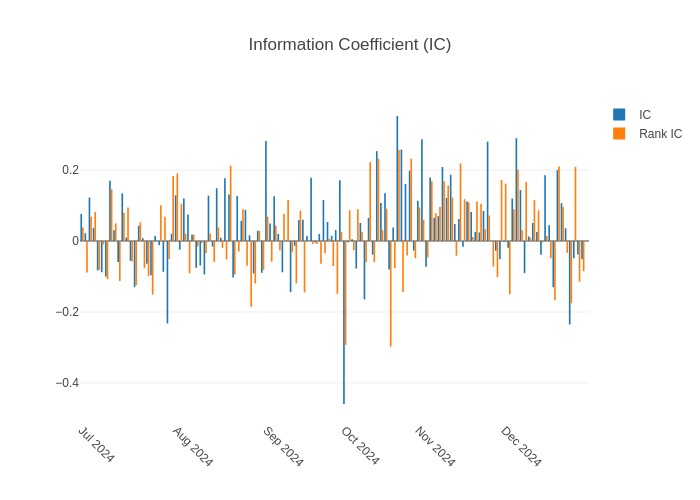 Information Coefficient (IC)
IC
Rank IC
0.2
0
−0.2
−0.4
Jul 2024
Aug 2024
Sep 2024
Oct 2024
Nov 2024
Dec 2024